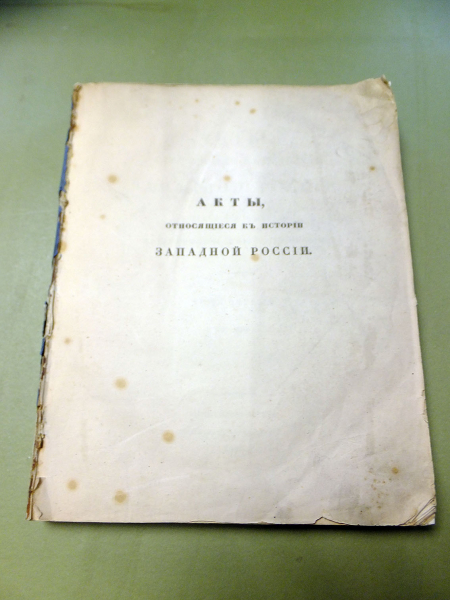 АКТЫ,
ОТНОСЯЩІЕСЯ КЪ ИСТОРІИ
ЗАПАДНОЙ РОССІИ.